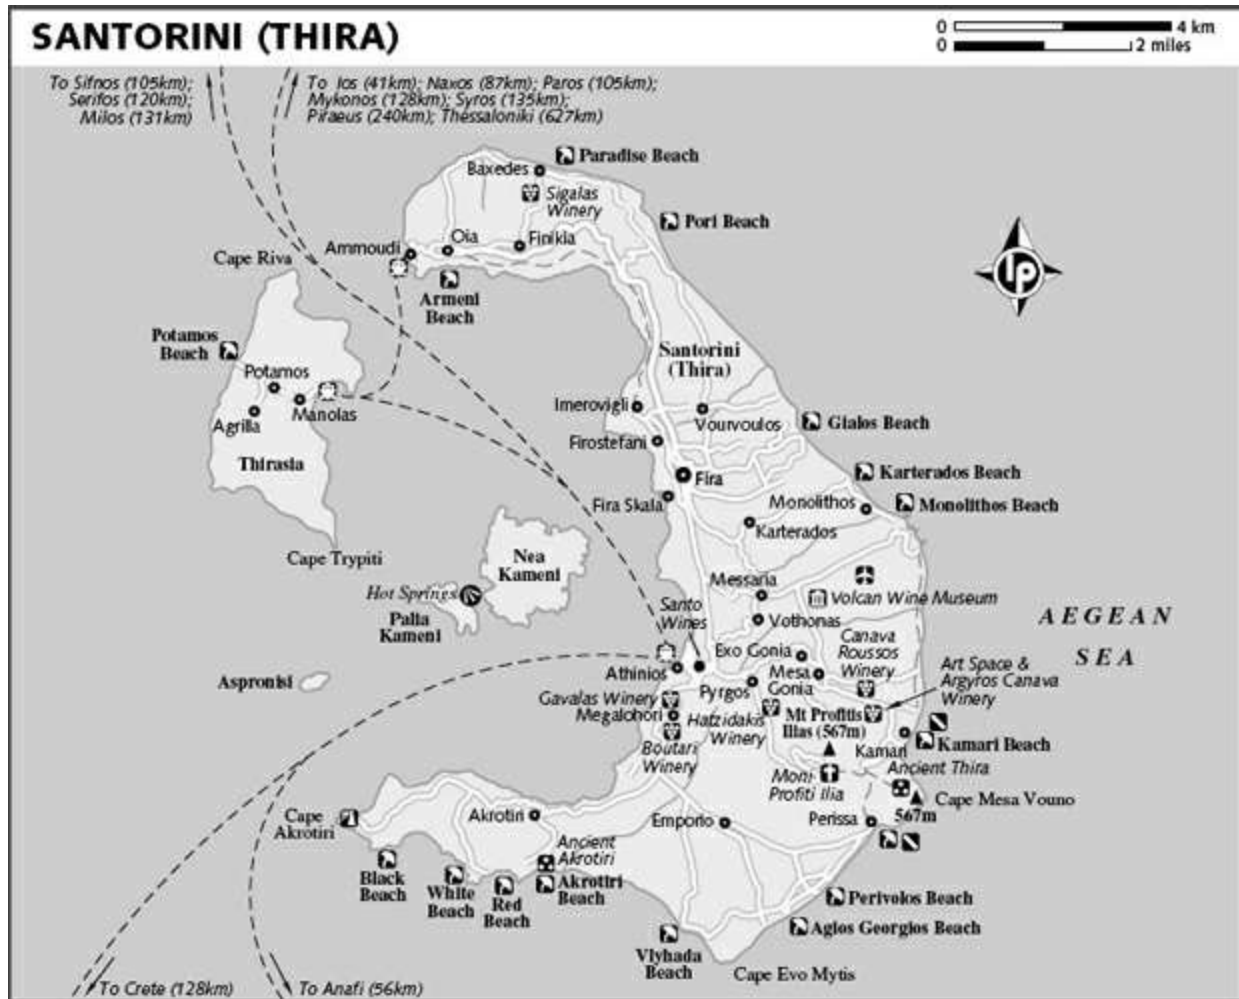 SANTORINI (THIRA)
0 4 km
0 2 miles
To Sifnos (105km);
Serifos (120km);
Milos (131km)
To Ios (41km); Naxos (87km); Paros (105km);
Mykonos (128km); Syros (135km);
Piraeus (240km); Thessaloniki (627km)
Paradise Beach
Baxedes
Sigalas
Winery
Pori Beach
Ammoudi
Oia
Finikia
Cape Riva
Armeni
Beach
lp
Potamos
Beach
Potamos
Manolas
Agrilla
Thirasia
Santorini
(Thira)
Imerovigli
Vourvoulos
Gialos Beach
Firostefani
Fira
Karterados Beach
Fira Skala
Monolithos
Monolithos Beach
Karterados
Cape Trypiti
Nea
Kameni
Hot Springs
Palia
Kameni
Messaria
Volcan Wine Museum
Santo
Wines
Vothonas
AEGEAN
SEA
Canava
Roussos
Winery
Exo Gonia
Art Space &
Argyros Canava
Winery
Athinios
Mesa
Gonia
Aspronisi
Pyrgos
Gavalas Winery
Megalohori
Hatzidakis
Winery
Mt Profitis
Ilias (567m)
Boutari
Winery
Kamari
Kamari Beach
Moni
Profiti Ilia
Ancient Thira
Cape Mesa Vouno
567m
Cape
Akrotiri
Akrotiri
Emporio
Perissa
Ancient
Akrotiri
Black
Beach
White
Beach
Red
Beach
Akrotiri
Beach
Perivolos Beach
Agios Georgios Beach
Vlyhada
Beach
Cape Evo Mytis
To Crete (128km)
To Anafi (56km)